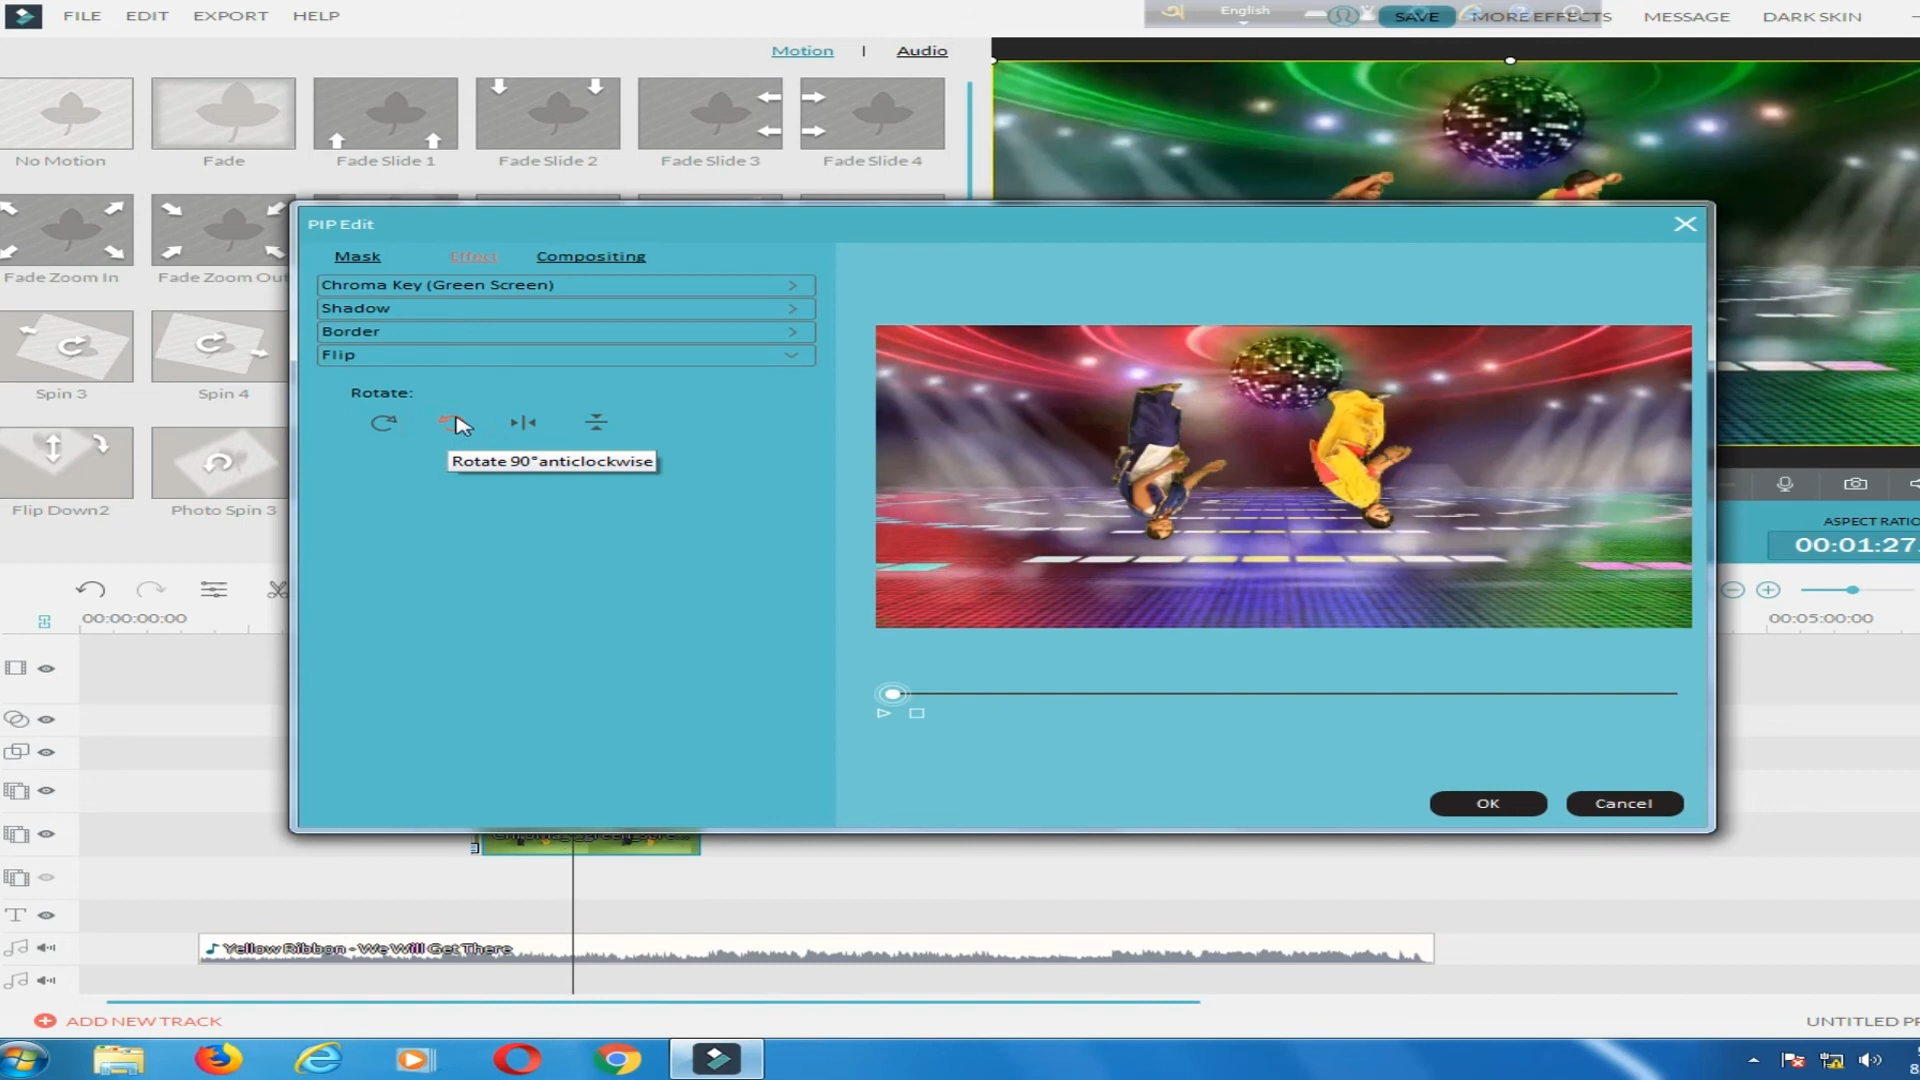 FILE EDIT EXPORT HELP
English
SAVE MORE EFFECTS MESSAGE DARK SKIN
Motion | Audio
No Motion Fade Fade Slide 1 Fade Slide 2 Fade Slide 3 Fade Slide 4
Fade Zoom In Fade Zoom Out
Spin 3 Spin 4
Flip Down2 Photo Spin 3
PIP Edit
Mask Effect Compositing
Chroma Key (Green Screen)
Shadow
Border
Flip
Rotate:
Rotate 90°anticlockwise
OK Cancel
ASPECT RATIO
00:01:27.
00:00:00:00
00:05:00:00
Yellow Ribbon - We Will Get There
ADD NEW TRACK
UNTITLED PR